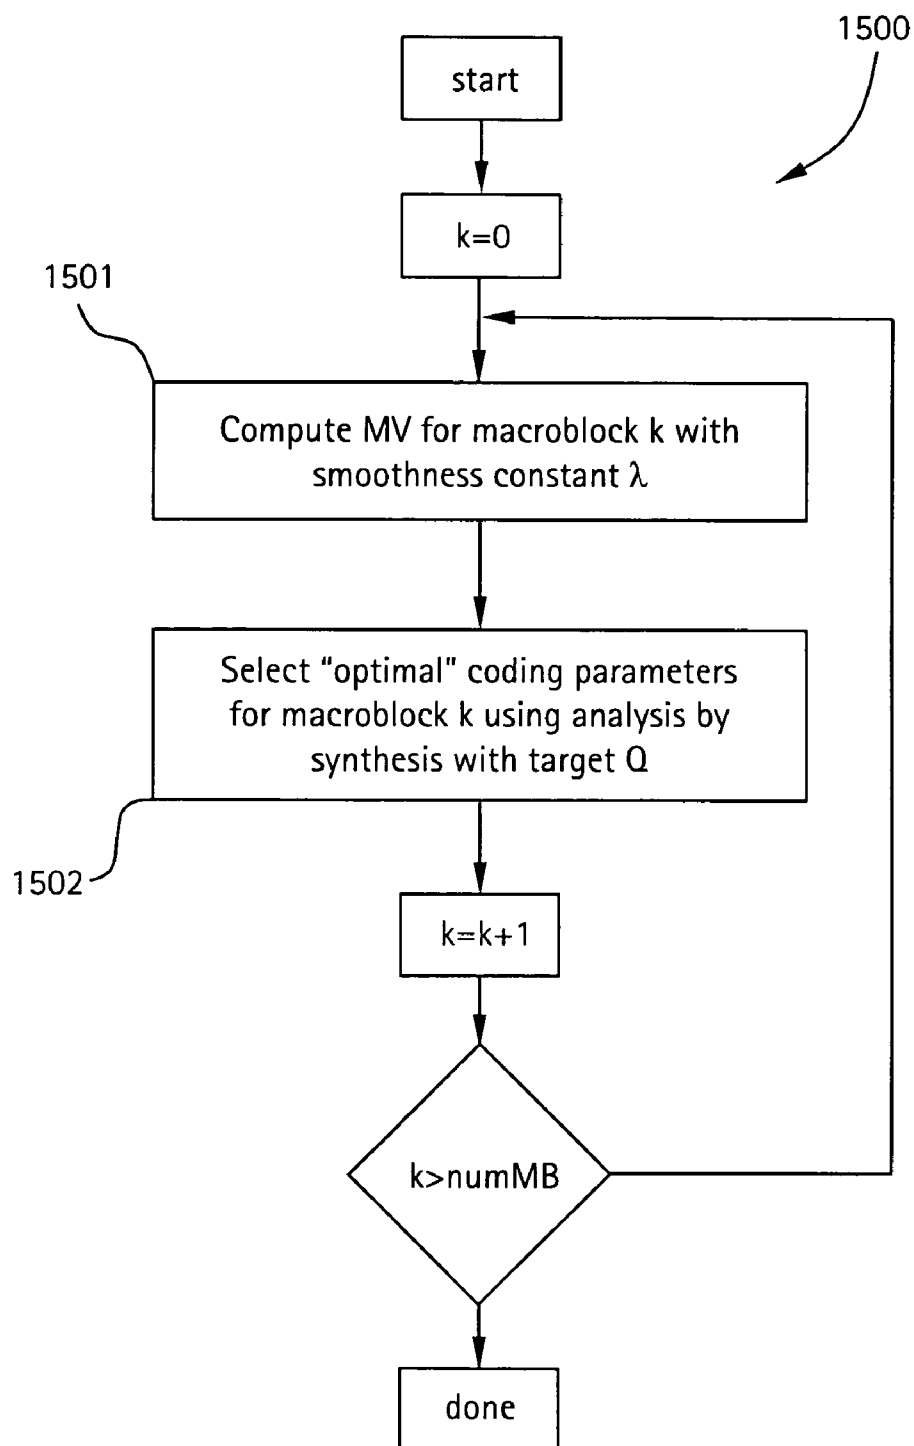 1500
start
k=0
1501
Compute MV for macroblock k with
smoothness constant λ
Select "optimal" coding parameters
for macroblock k using analysis by
synthesis with target Q
1502
k=k+1
k>numMB
done